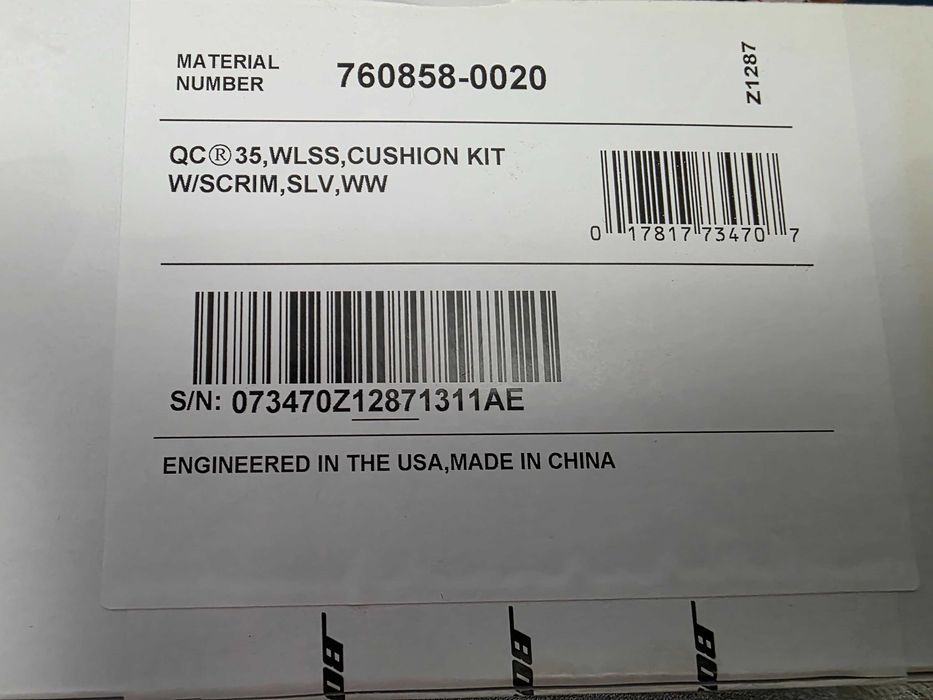 MATERIAL
NUMBER
760858-0020
Z1287
QC®35,WLSS,CUSHION KIT
W/SCRIM,SLV,WW
0 17817 73470 7
S/N: 073470Z12871311AE
ENGINEERED IN THE USA,MADE IN CHINA